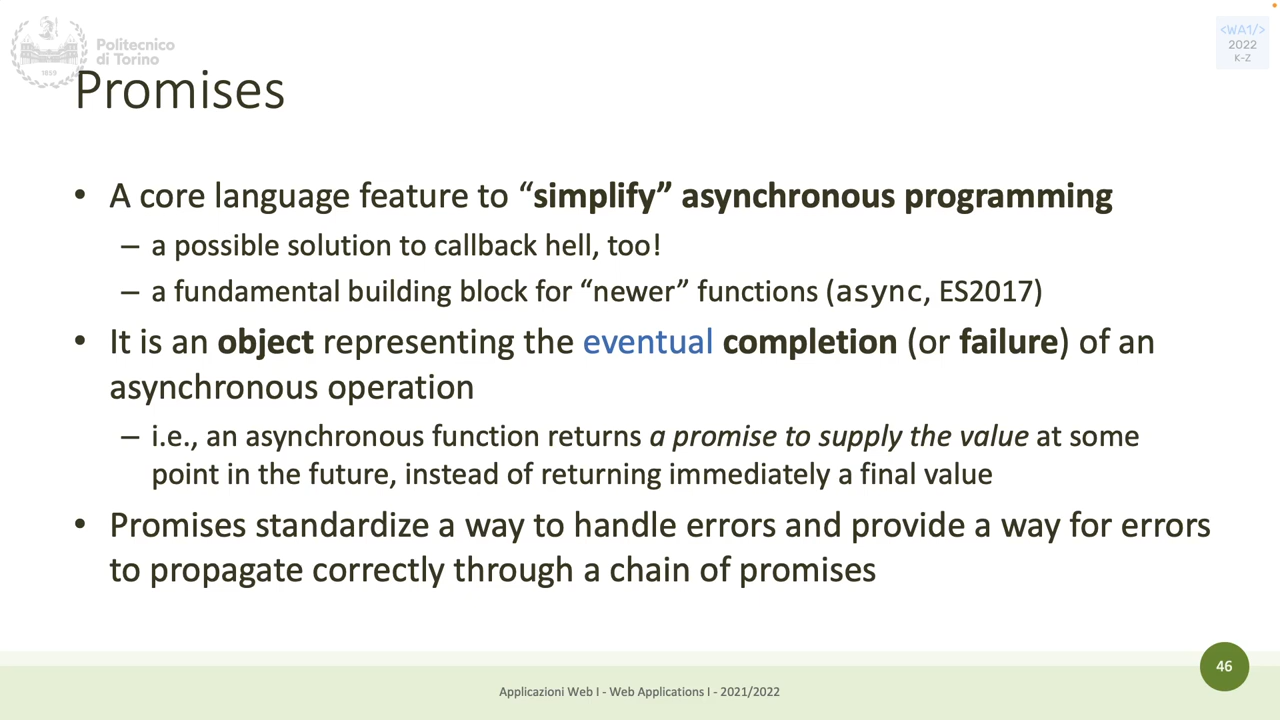 Politecnico
di Torino
1859
<WA1/>
2022
K-Z
Promises
• A core language feature to “simplify” asynchronous programming
– a possible solution to callback hell, too!
– a fundamental building block for “newer” functions (async, ES2017)
• It is an object representing the eventual completion (or failure) of an
asynchronous operation
– i.e., an asynchronous function returns a promise to supply the value at some
point in the future, instead of returning immediately a final value
• Promises standardize a way to handle errors and provide a way for errors
to propagate correctly through a chain of promises
46
Applicazioni Web I - Web Applications I - 2021/2022